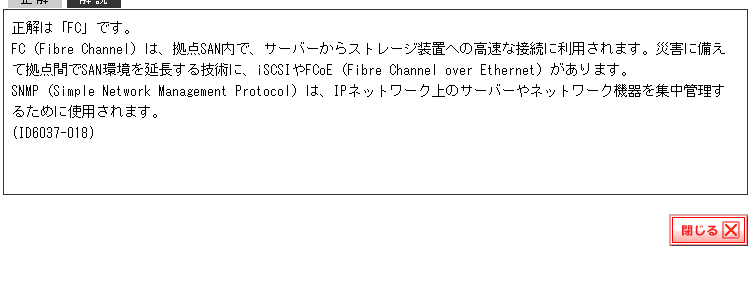 正解 解説
正解は「FC」です。
FC（Fibre Channel）は、拠点SAN内で、サーバーからストレージ装置への高速な接続に利用されます。災害に備え
て拠点間でSAN環境を延長する技術に、iSCSIやFCoE（Fibre Channel over Ethernet）があります。
SNMP（Simple Network Management Protocol）は、IPネットワーク上のサーバーやネットワーク機器を集中管理す
るために使用されます。
(ID6037-018)
閉じる